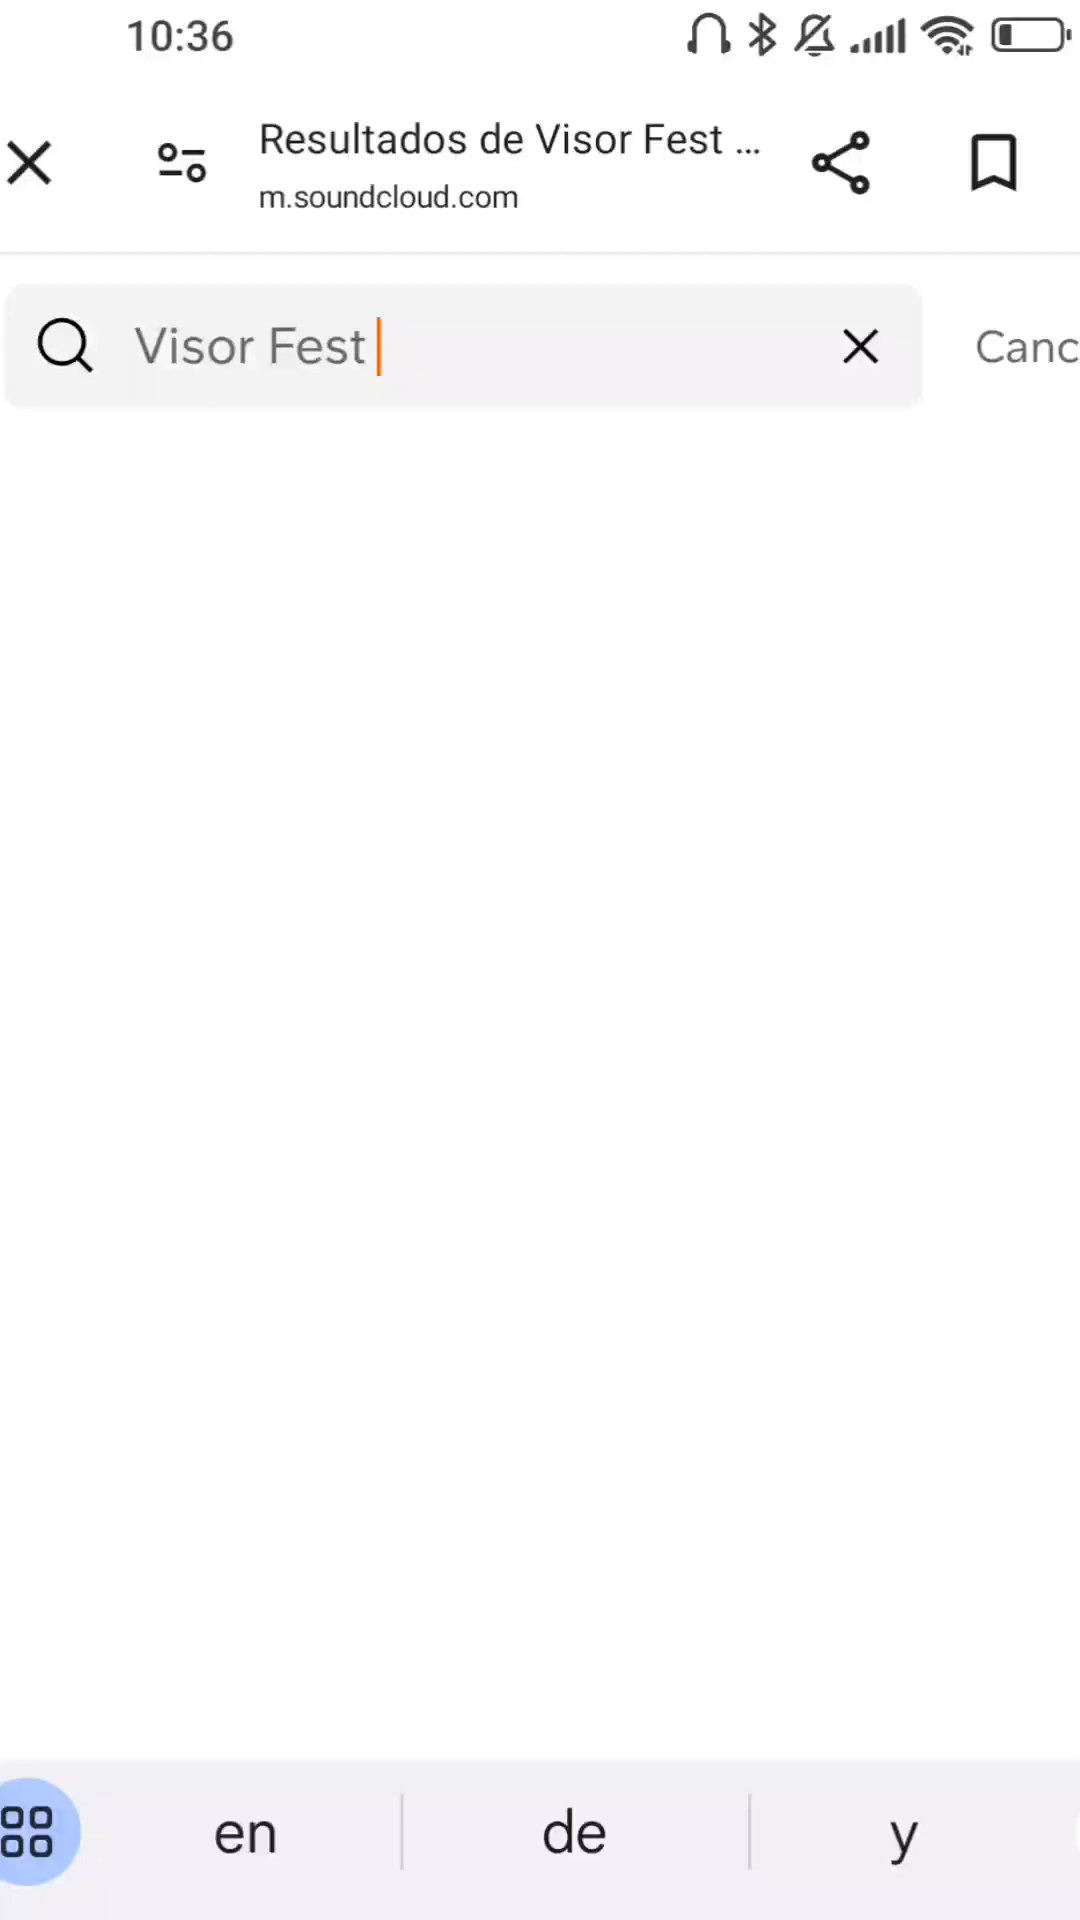 10:36
Resultados de Visor Fest ...
m.soundcloud.com
Visor Fest
Canc
en de y